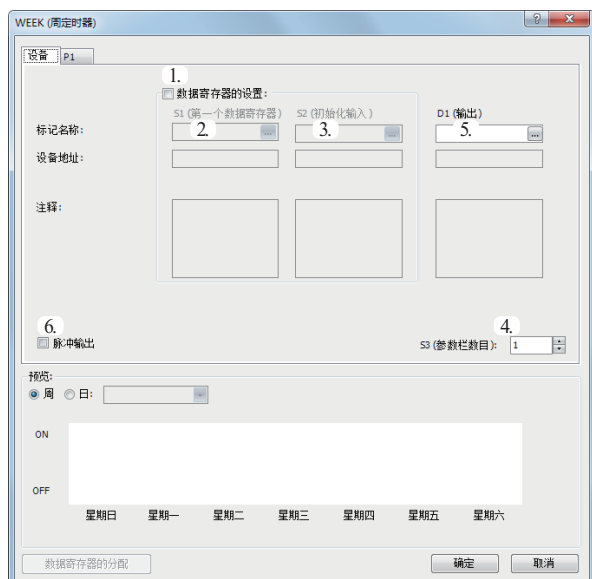 WEEK (周定时器)
设备 P1
1.
数据寄存器的设置:
S1 (第一个数据寄存器) S2 (初始化输入) D1 (输出)
标记名称: 2. ... 3. ... 5. ...
设备地址:
注释:
6. 4.
脉冲输出 S3 (参数栏数目): 1
预览:
周 日:
ON
OFF
星期日 星期一 星期二 星期三 星期四 星期五 星期六
数据寄存器的分配 确定 取消